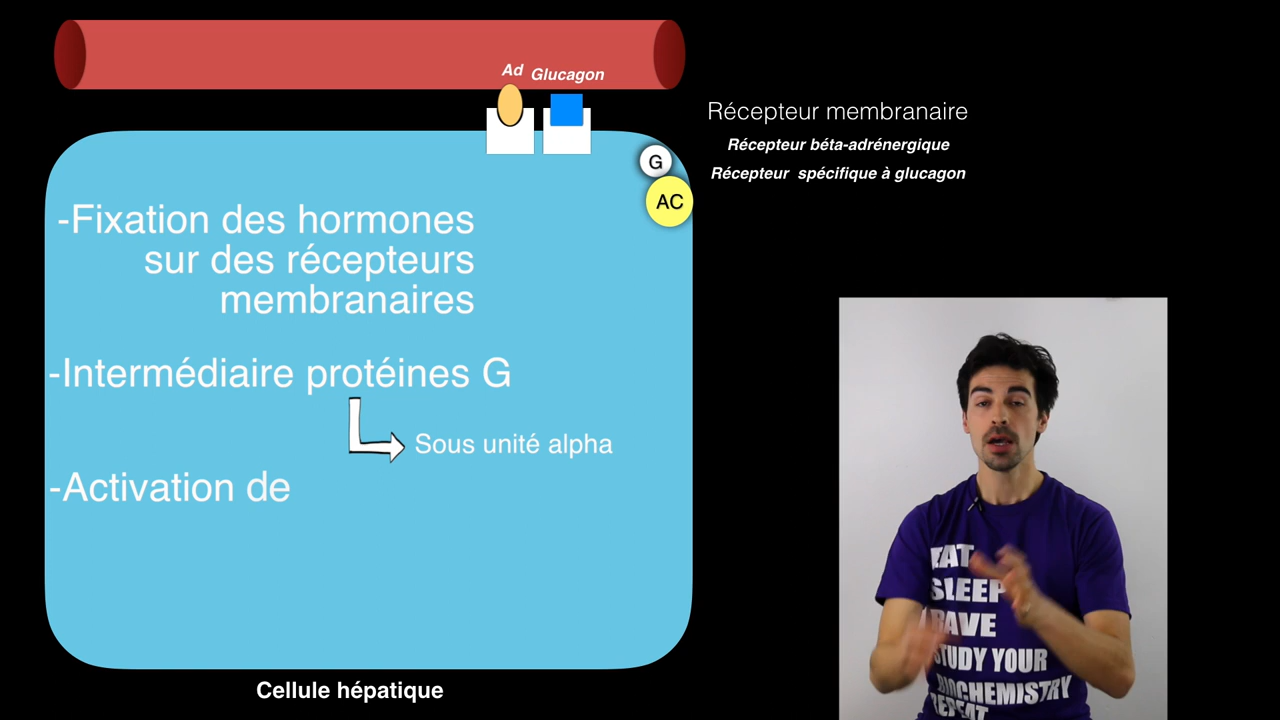 Ad Glucagon
Récepteur membranaire
Récepteur béta-adrénergique
Récepteur spécifique à glucagon
G
AC
-Fixation des hormones
sur des récepteurs
membranaires
-Intermédiaire protéines G
Sous unité alpha
-Activation de
Cellule hépatique
EAT
SLEEP
RAVE
STUDY YOUR
BIOCHEMISTRY
REPEAT